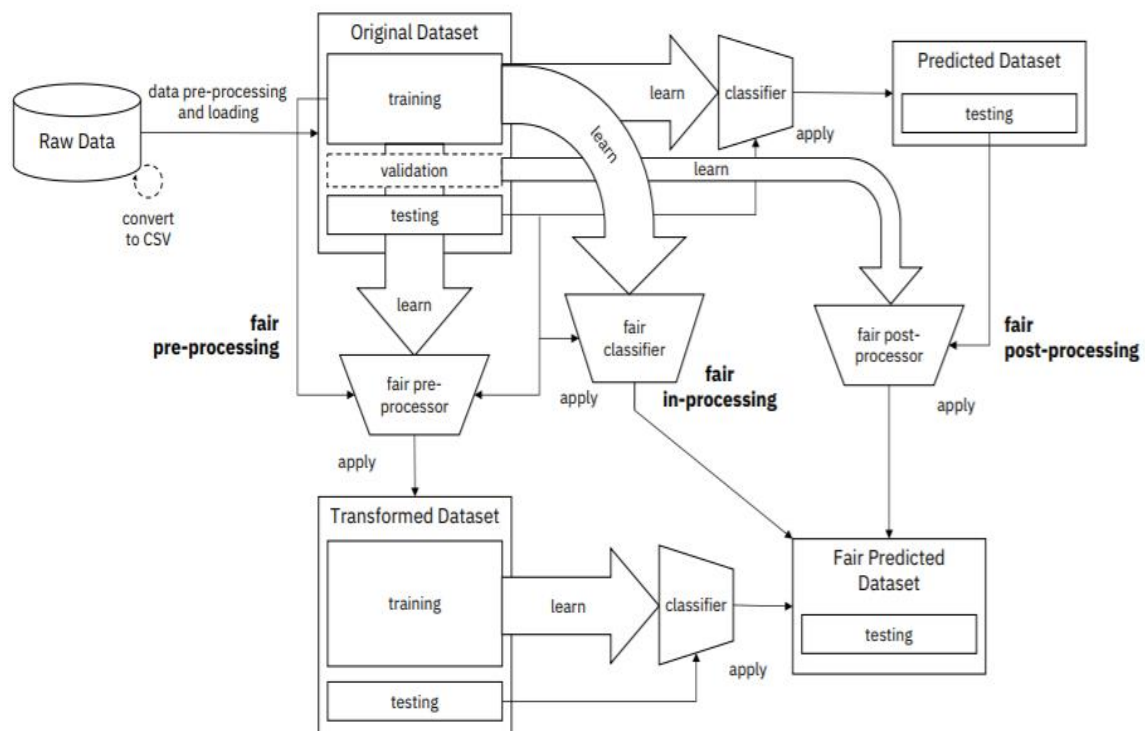 Original Dataset
training
validation
testing
Raw Data
data pre-processing
and loading
convert
to CSV
learn
classifier
apply
Predicted Dataset
testing
learn
learn
learn
fair
pre-processing
fair pre-
processor
apply
fair
classifier
apply
fair
in-processing
fair post-
processor
apply
fair
post-processing
Transformed Dataset
training
testing
learn
classifier
apply
Fair Predicted
Dataset
testing